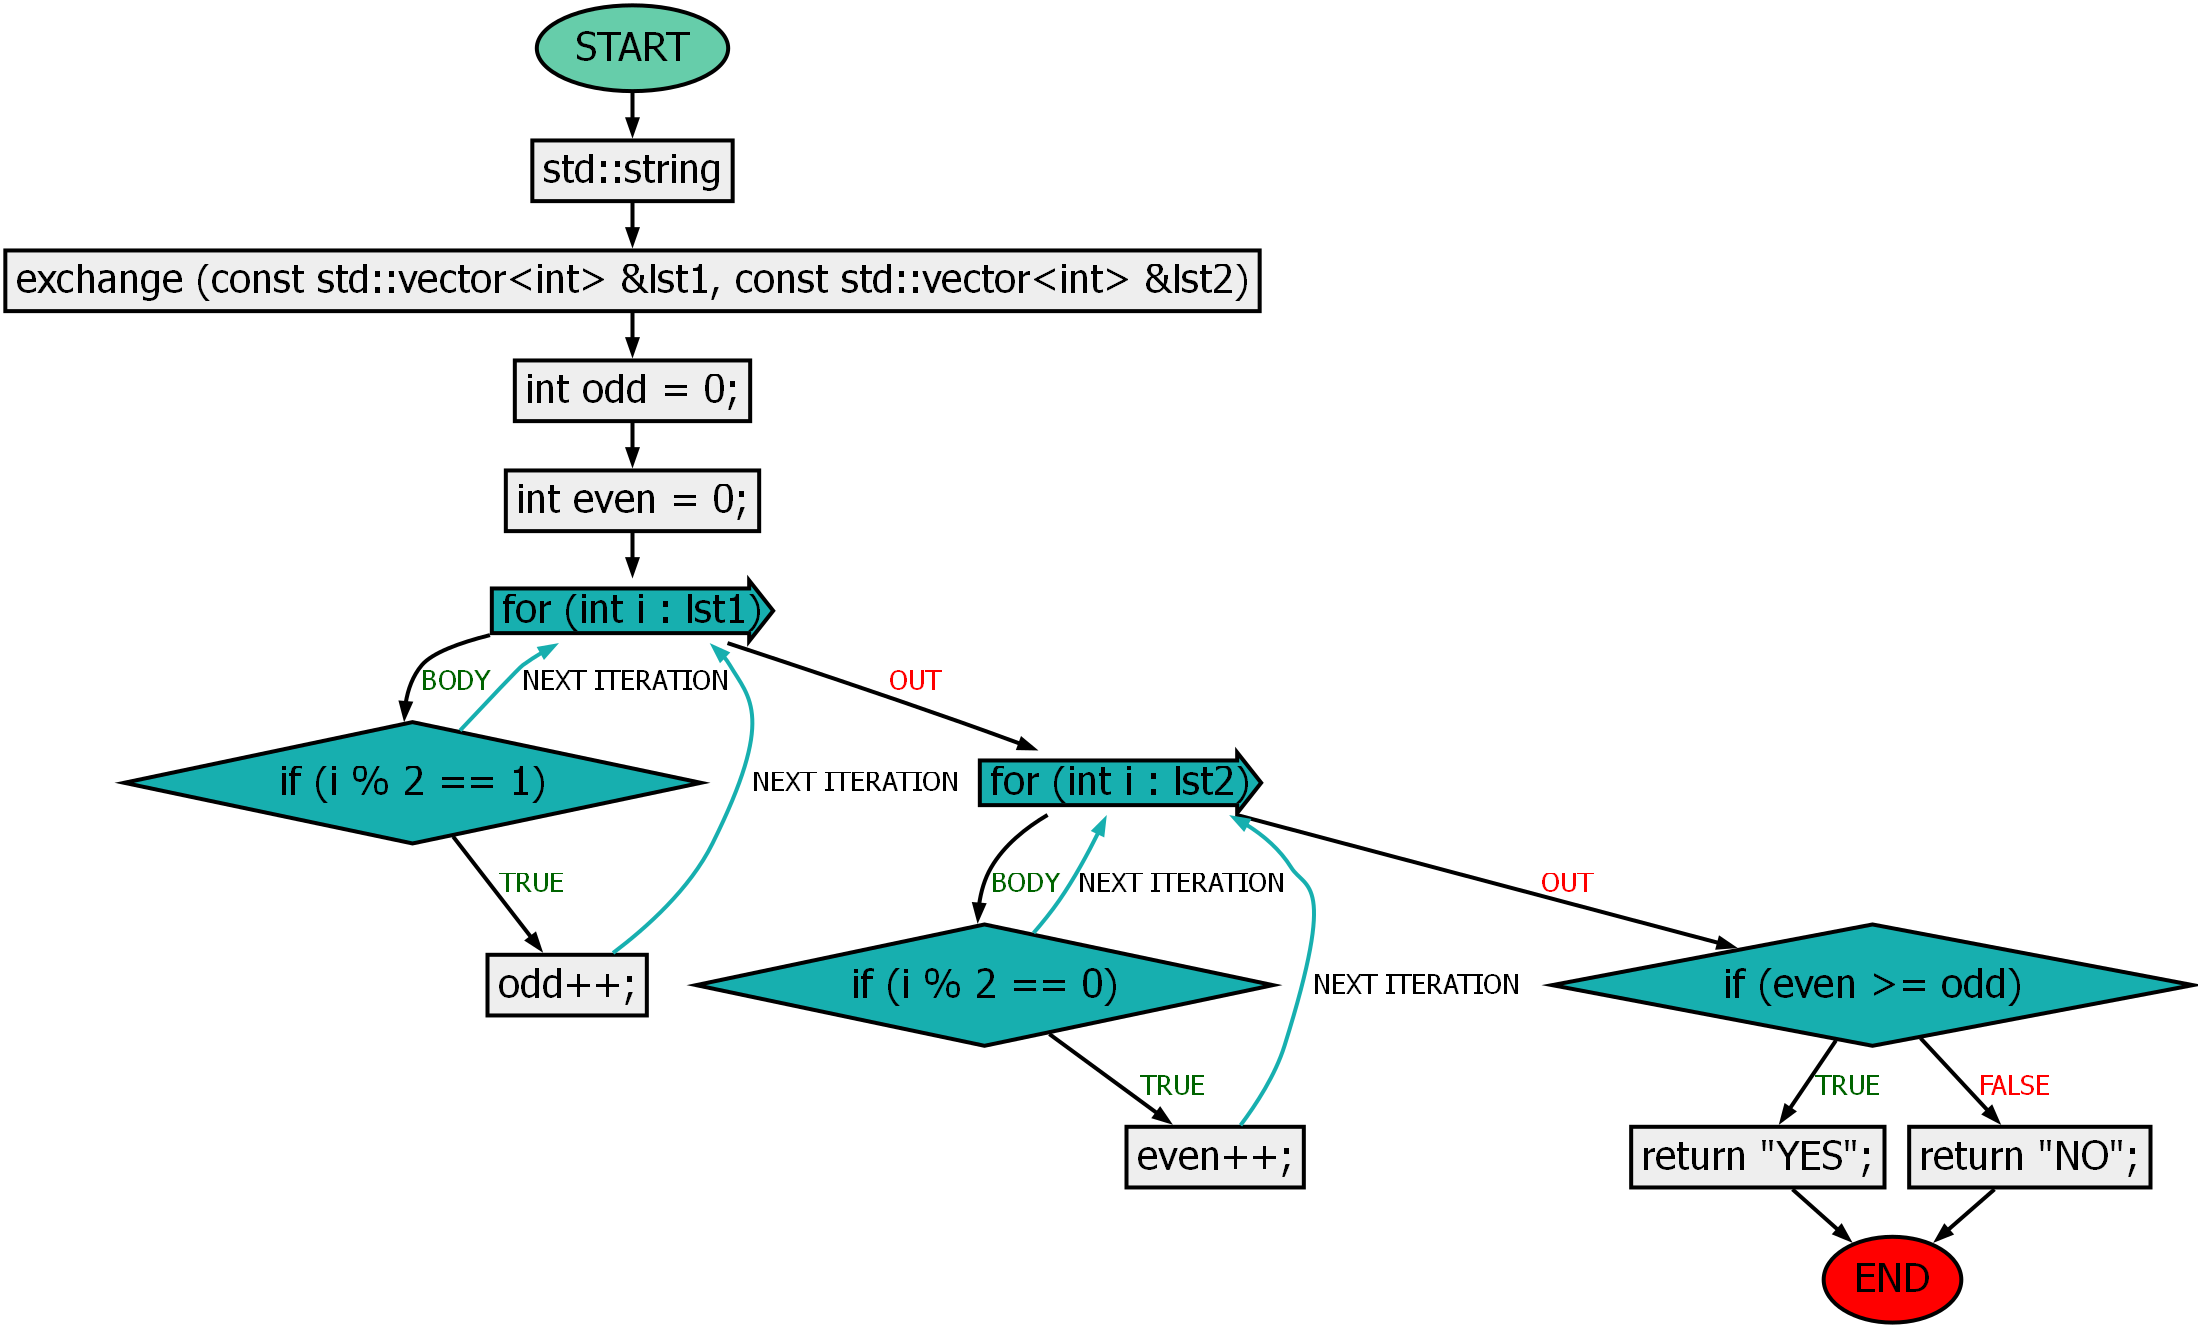 START
std::string
exchange (const std::vector<int> &lst1, const std::vector<int> &lst2)
int odd = 0;
int even = 0;
for (int i : lst1)
BODY
NEXT ITERATION
OUT
if (i % 2 == 1)
NEXT ITERATION
for (int i : lst2)
TRUE
BODY
NEXT ITERATION
OUT
odd++;
if (i % 2 == 0)
NEXT ITERATION
if (even >= odd)
TRUE
TRUE
FALSE
even++;
return "YES";
return "NO";
END